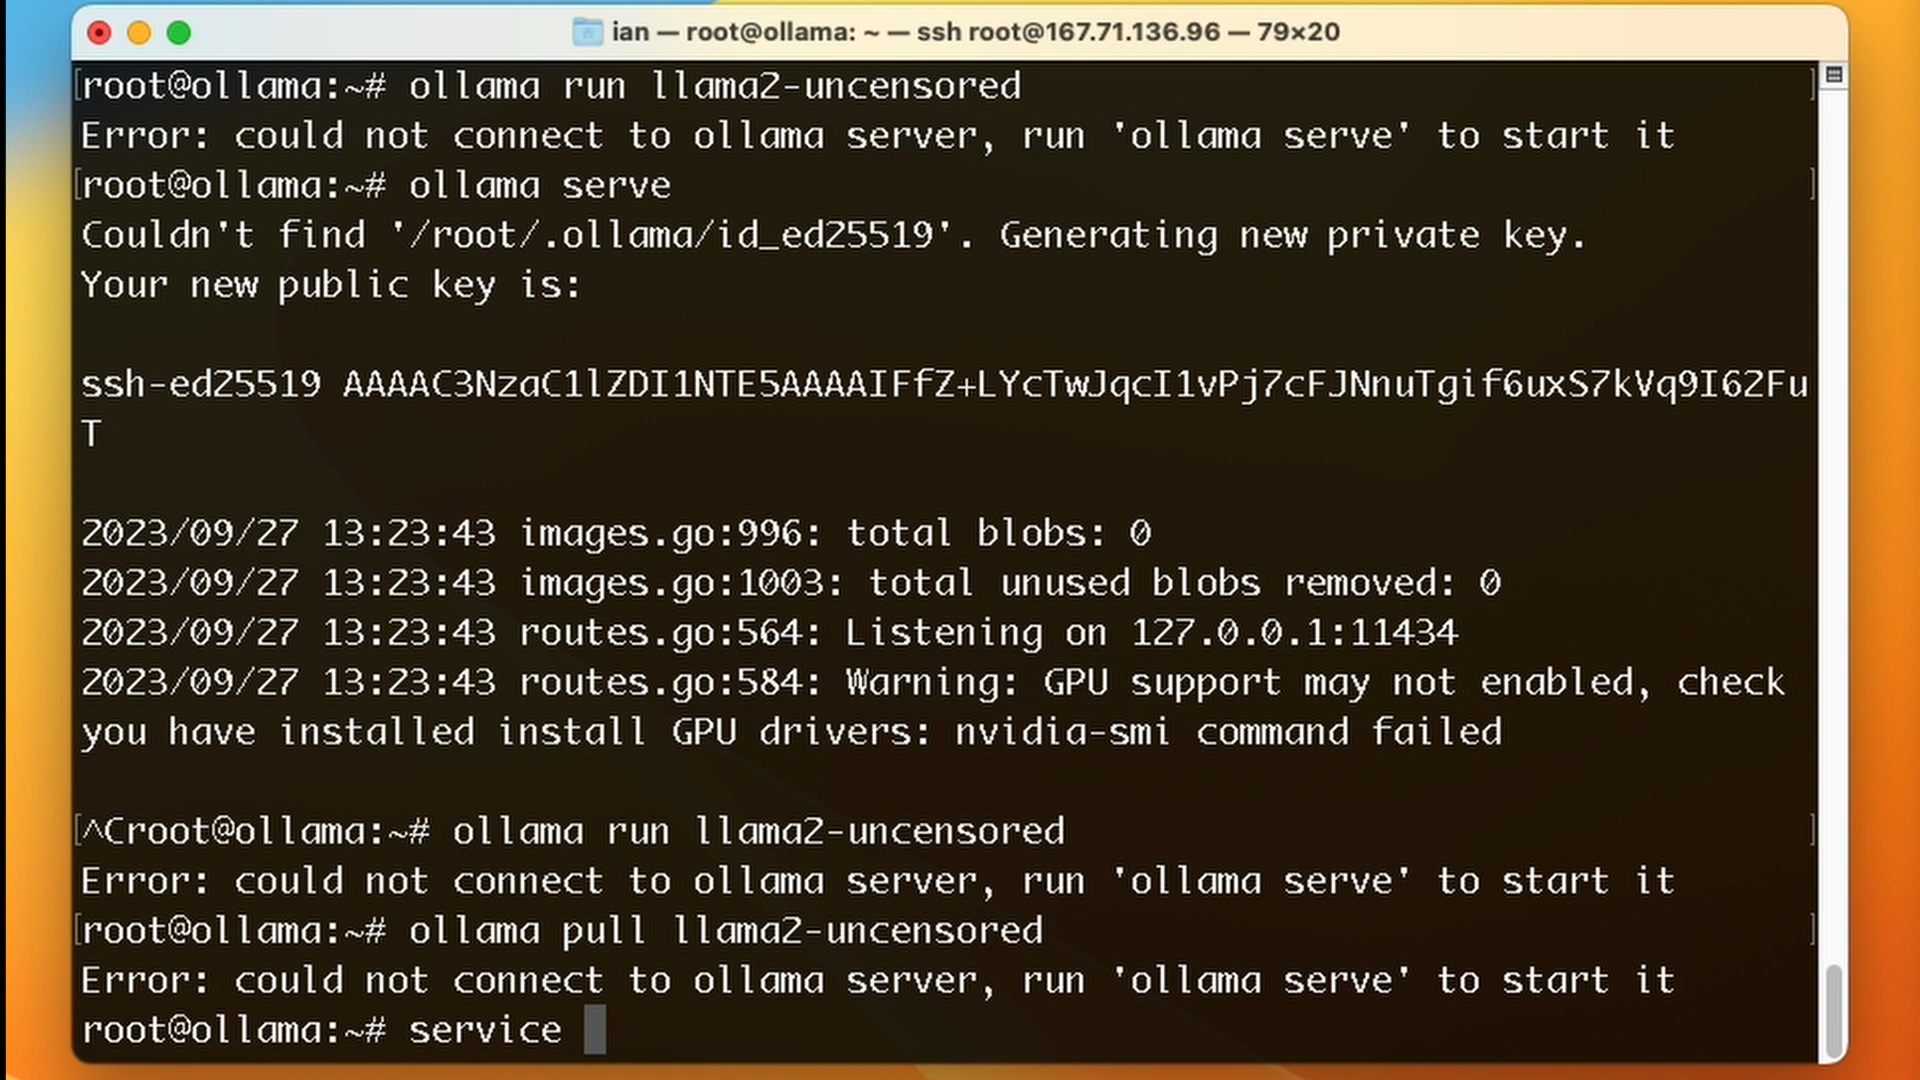 ian — root@ollama: ~ — ssh root@167.71.136.96 — 79×20
[root@ollama:~# ollama run llama2-uncensored ]
Error: could not connect to ollama server, run 'ollama serve' to start it
[root@ollama:~# ollama serve ]
Couldn't find '/root/.ollama/id_ed25519'. Generating new private key.
Your new public key is:
ssh-ed25519 AAAAC3NzaC1lZDI1NTE5AAAAIFfZ+LYcTwJqcI1vPj7cFJNnuTgif6uxS7kVq9I62Fu
T
2023/09/27 13:23:43 images.go:996: total blobs: 0
2023/09/27 13:23:43 images.go:1003: total unused blobs removed: 0
2023/09/27 13:23:43 routes.go:564: Listening on 127.0.0.1:11434
2023/09/27 13:23:43 routes.go:584: Warning: GPU support may not enabled, check
you have installed install GPU drivers: nvidia-smi command failed
[^Croot@ollama:~# ollama run llama2-uncensored ]
Error: could not connect to ollama server, run 'ollama serve' to start it
[root@ollama:~# ollama pull llama2-uncensored ]
Error: could not connect to ollama server, run 'ollama serve' to start it
root@ollama:~# service